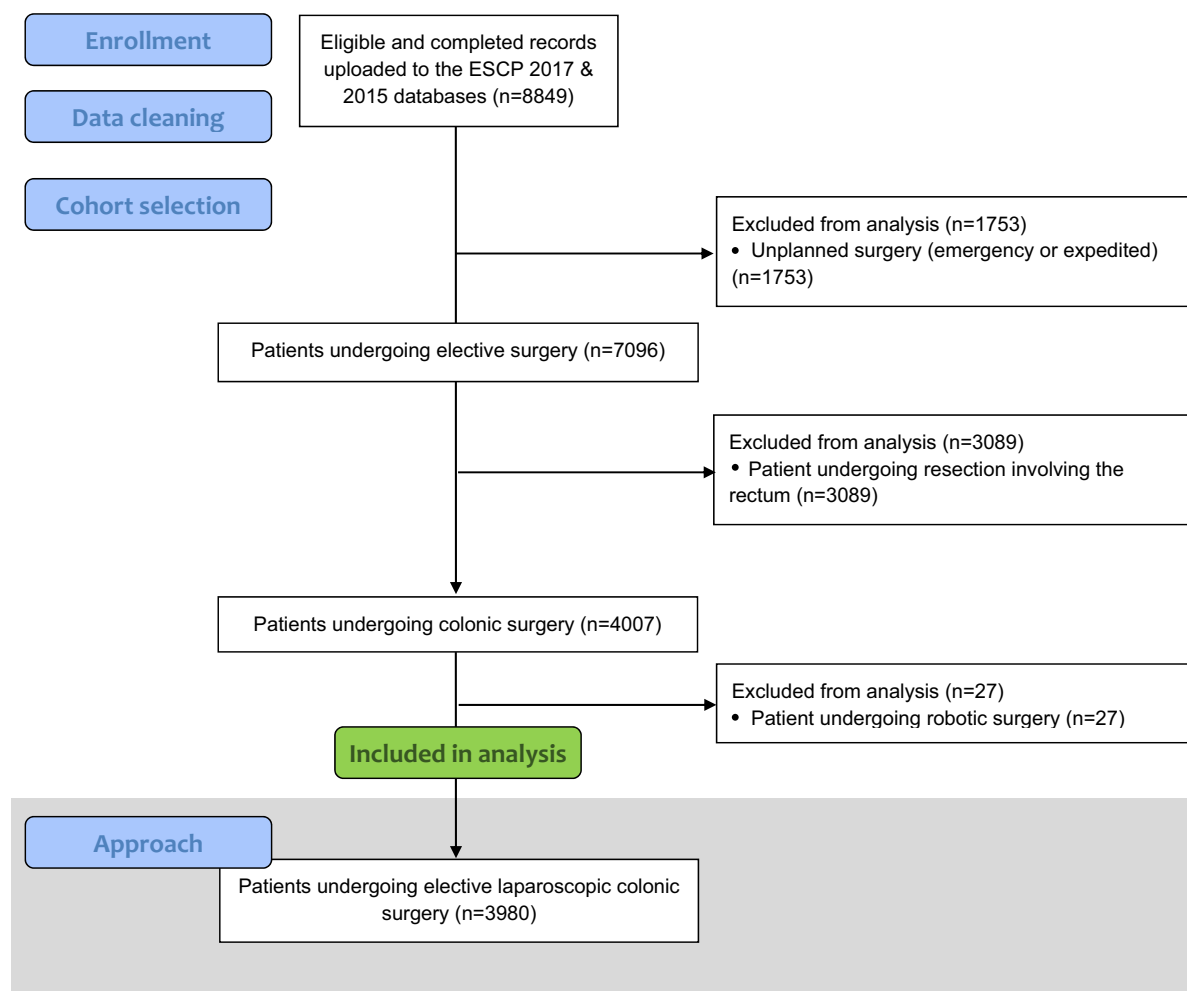 Enrollment
Eligible and completed records
uploaded to the ESCP 2017 &
2015 databases (n=8849)
Data cleaning
Cohort selection
Excluded from analysis (n=1753)
• Unplanned surgery (emergency or expedited)
(n=1753)
Patients undergoing elective surgery (n=7096)
Excluded from analysis (n=3089)
• Patient undergoing resection involving the
rectum (n=3089)
Patients undergoing colonic surgery (n=4007)
Excluded from analysis (n=27)
• Patient undergoing robotic surgery (n=27)
Included in analysis
Approach
Patients undergoing elective laparoscopic colonic
surgery (n=3980)